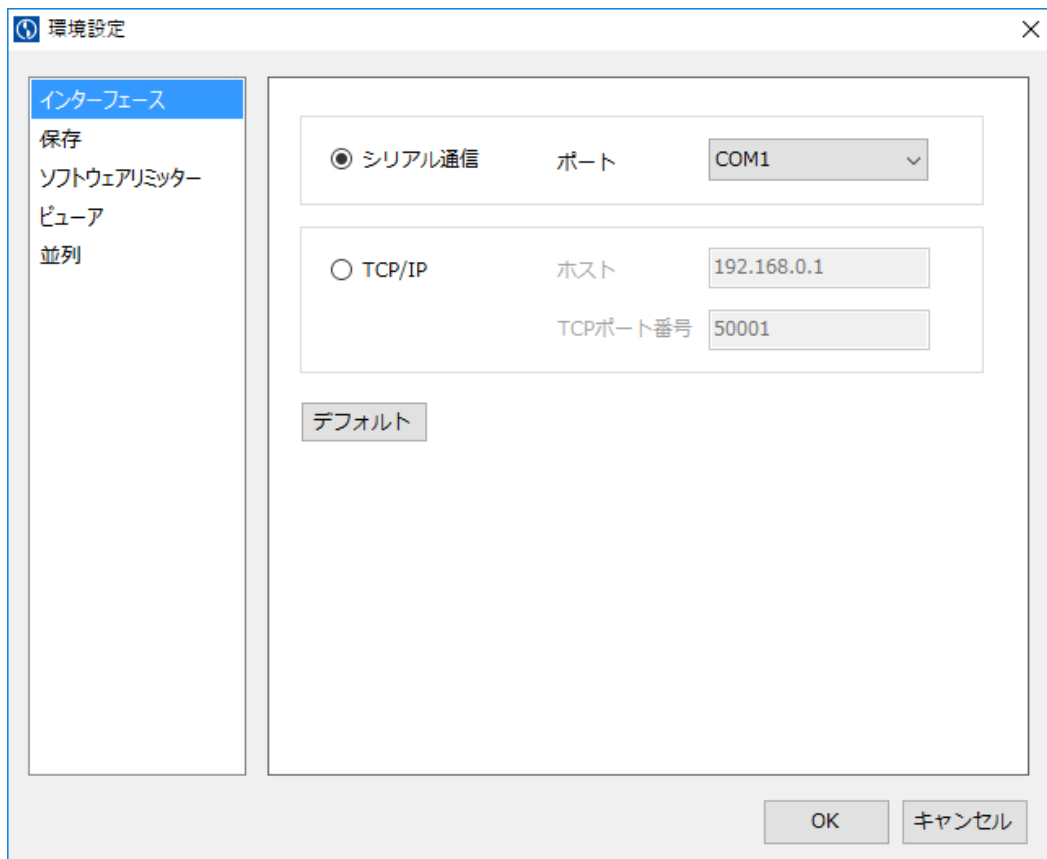 環境設定
インターフェース
保存
ソフトウェアリミッター
ビューア
並列
シリアル通信 ポート COM1
TCP/IP ホスト 192.168.0.1
TCPポート番号 50001
デフォルト
OK キャンセル